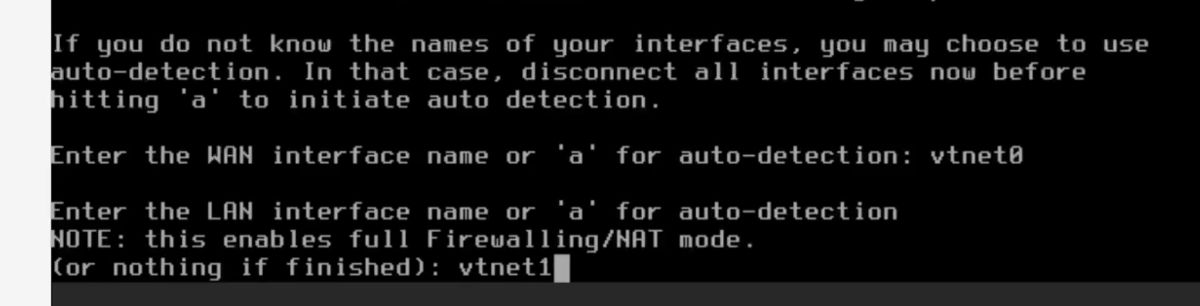 If you do not know the names of your interfaces, you may choose to use
auto-detection. In that case, disconnect all interfaces now before
hitting 'a' to initiate auto detection.
Enter the WAN interface name or 'a' for auto-detection: vtnet0
Enter the LAN interface name or 'a' for auto-detection
NOTE: this enables full Firewalling/NAT mode.
(or nothing if finished): vtnet1